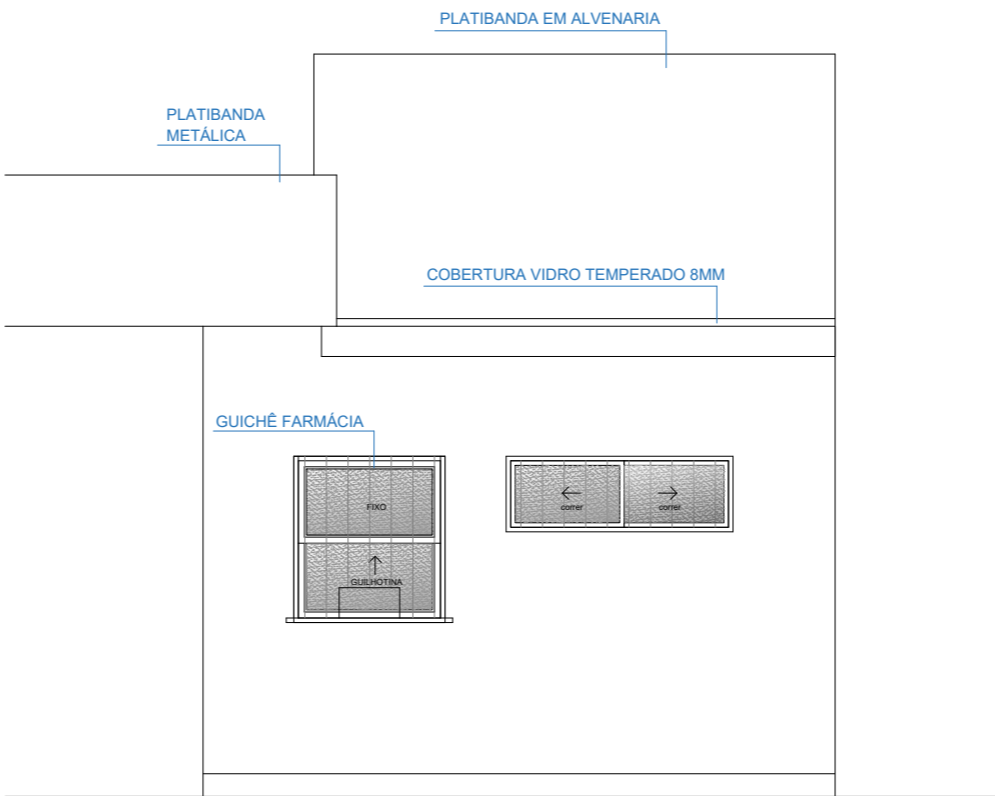 PLATIBANDA EM ALVENARIA
PLATIBANDA
METÁLICA
COBERTURA VIDRO TEMPERADO 8MM
GUICHÊ FARMÁCIA
FIXO
correr
correr
GUILHOTINA